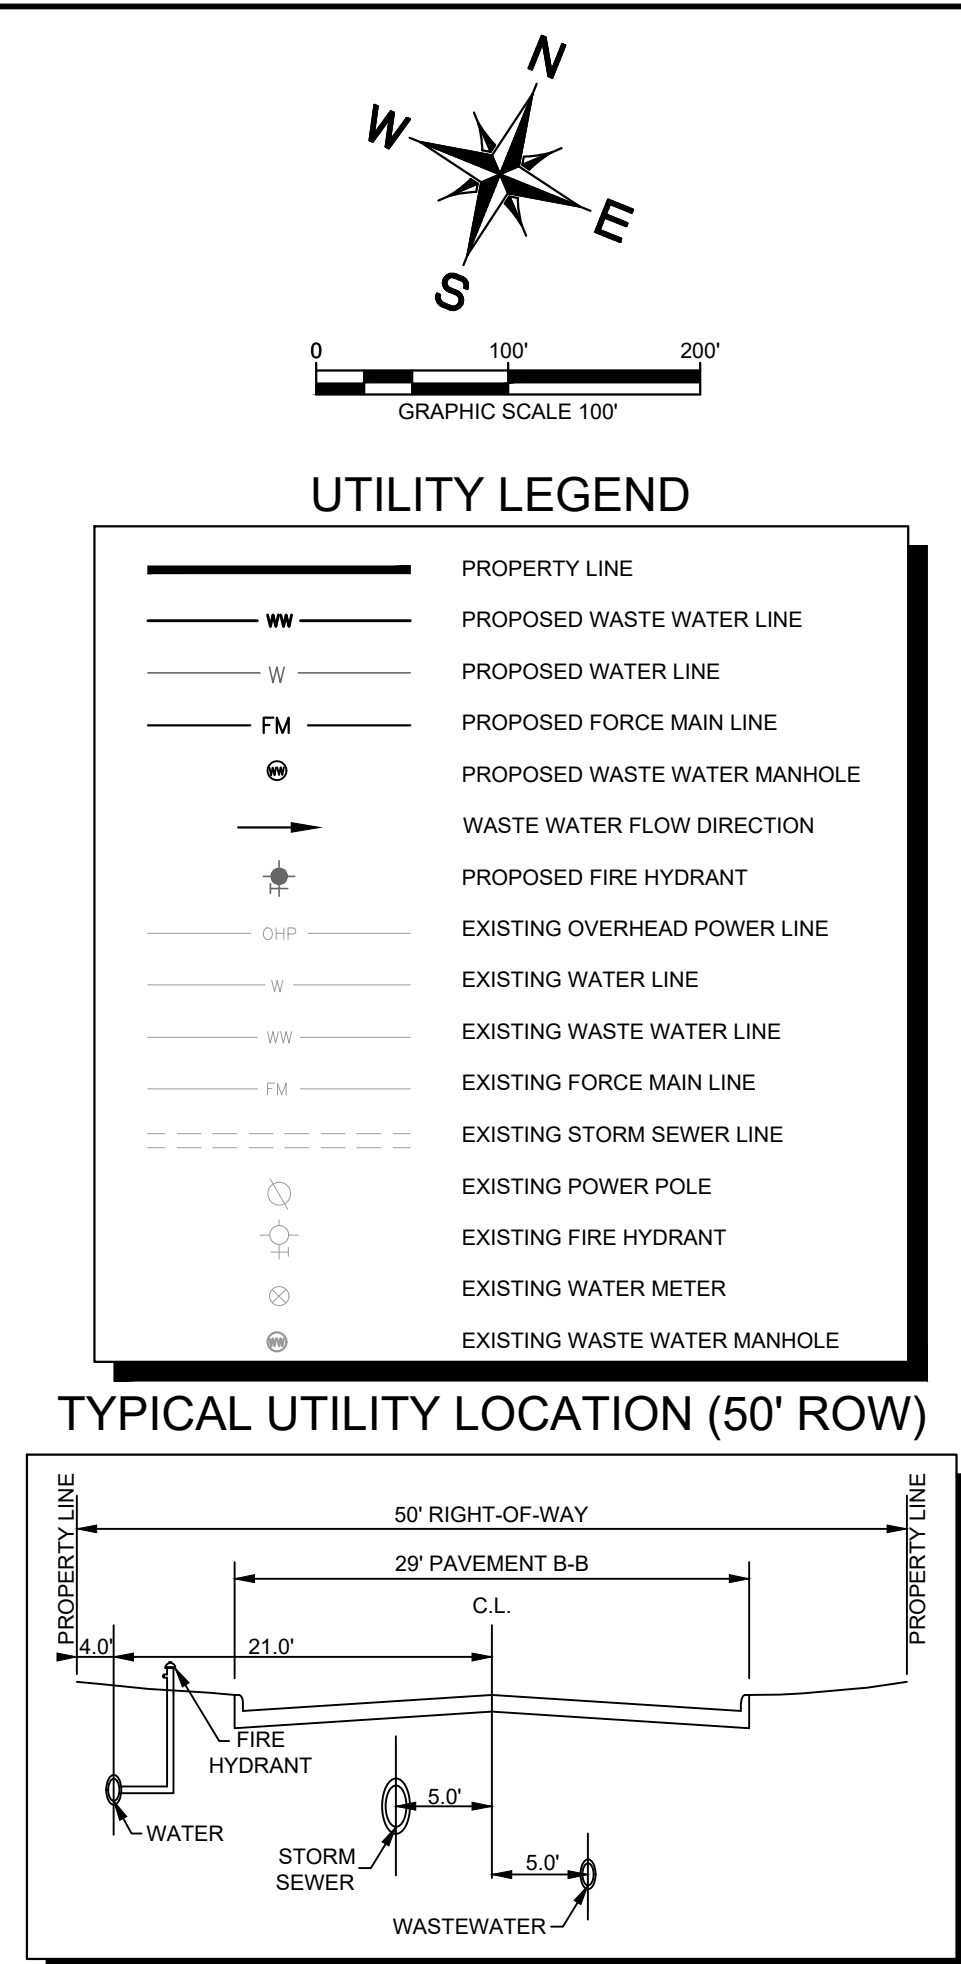 N
W
E
S
0 100' 200'
GRAPHIC SCALE 100'
UTILITY LEGEND
PROPERTY LINE
WW PROPOSED WASTE WATER LINE
W PROPOSED WATER LINE
FM PROPOSED FORCE MAIN LINE
WW PROPOSED WASTE WATER MANHOLE
WASTE WATER FLOW DIRECTION
PROPOSED FIRE HYDRANT
OHP EXISTING OVERHEAD POWER LINE
W EXISTING WATER LINE
WW EXISTING WASTE WATER LINE
FM EXISTING FORCE MAIN LINE
EXISTING STORM SEWER LINE
EXISTING POWER POLE
EXISTING FIRE HYDRANT
EXISTING WATER METER
WW EXISTING WASTE WATER MANHOLE
TYPICAL UTILITY LOCATION (50' ROW)
PROPERTY LINE
50' RIGHT-OF-WAY
PROPERTY LINE
29' PAVEMENT B-B
C.L.
4.0' 21.0'
FIRE
HYDRANT
WATER
5.0'
STORM
SEWER
5.0'
WASTEWATER